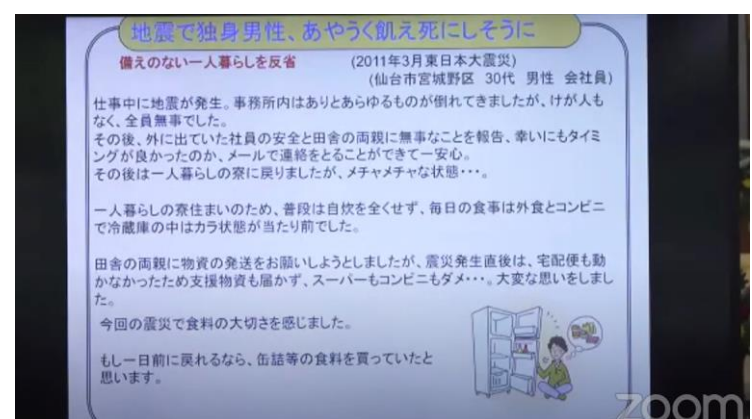 地震で独身男性、あやうく飢え死にしそうに
備えのない一人暮らしを反省
(2011年3月東日本大震災)
(仙台市宮城野区 30代 男性 会社員)
仕事中に地震が発生。事務所内はありとあらゆるものが倒れてきましたが、けが人も
なく、全員無事でした。
その後、外に出ていた社員の安全と田舎の両親に無事なことを報告、幸いにもタイミ
ングが良かったのか、メールで連絡をとることができて一安心。
その後は一人暮らしの寮に戻りましたが、メチャメチャな状態・・・。
一人暮らしの寮住まいのため、普段は自炊を全くせず、毎日の食事は外食とコンビニ
で冷蔵庫の中はカラ状態が当たり前でした。
田舎の両親に物資の発送をお願いしようとしましたが、震災発生直後は、宅配便も動
かなかったため支援物資も届かず、スーパーもコンビニもダメ・・・。大変な思いをしまし
た。
今回の震災で食料の大切さを感じました。
もし一日前に戻れるなら、缶詰等の食料を買っていたと
思います。
zoom